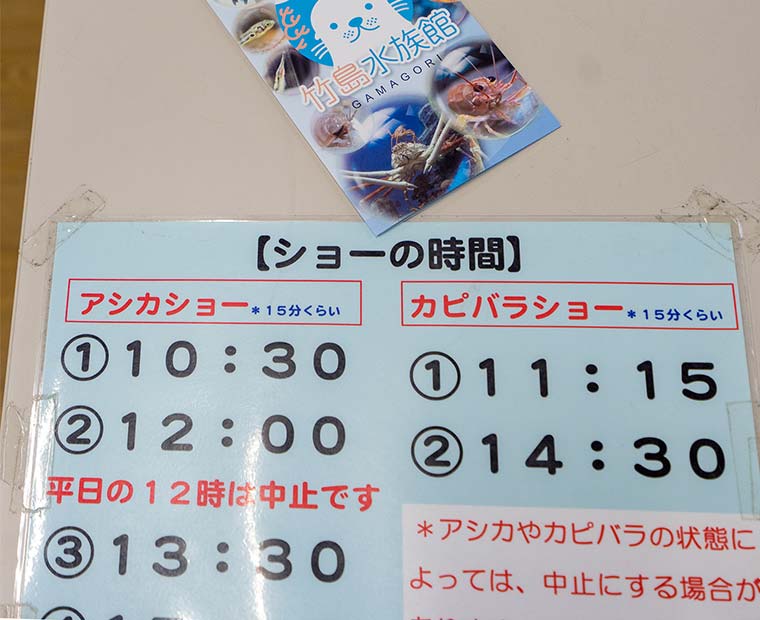 竹島水族館
GAMAGORI
【ショーの時間】
アシカショー *15分くらい
①10:30
②12:00
平日の12時は中止です
③13:30
カピバラショー *15分くらい
①11:15
②14:30
*アシカやカピバラの状態に
よっては、中止にする場合が